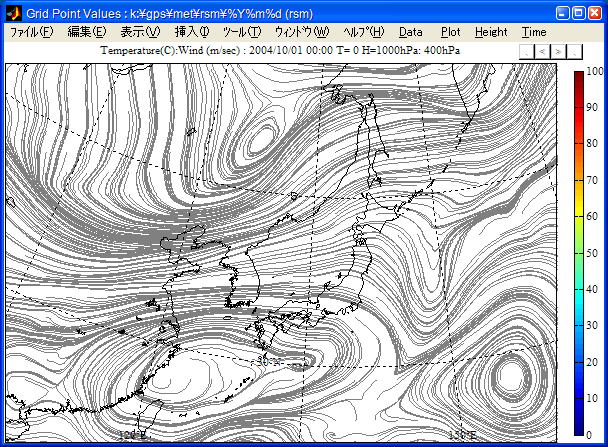 Grid Point Values : k:¥gps¥met¥rsm¥%Y%m%d (rsm)
ファイル(F) 編集(E) 表示(V) 挿入(I) ツール(T) ウィンドウ(W) ヘルプ(H) Data Plot Height Time
Temperature(C):Wind (m/sec) : 2004/10/01 00:00 T= 0 H=1000hPa: 400hPa
< >
100
90
80
70
60
50
40
30
20
10
0
30°N
120°E
150°E